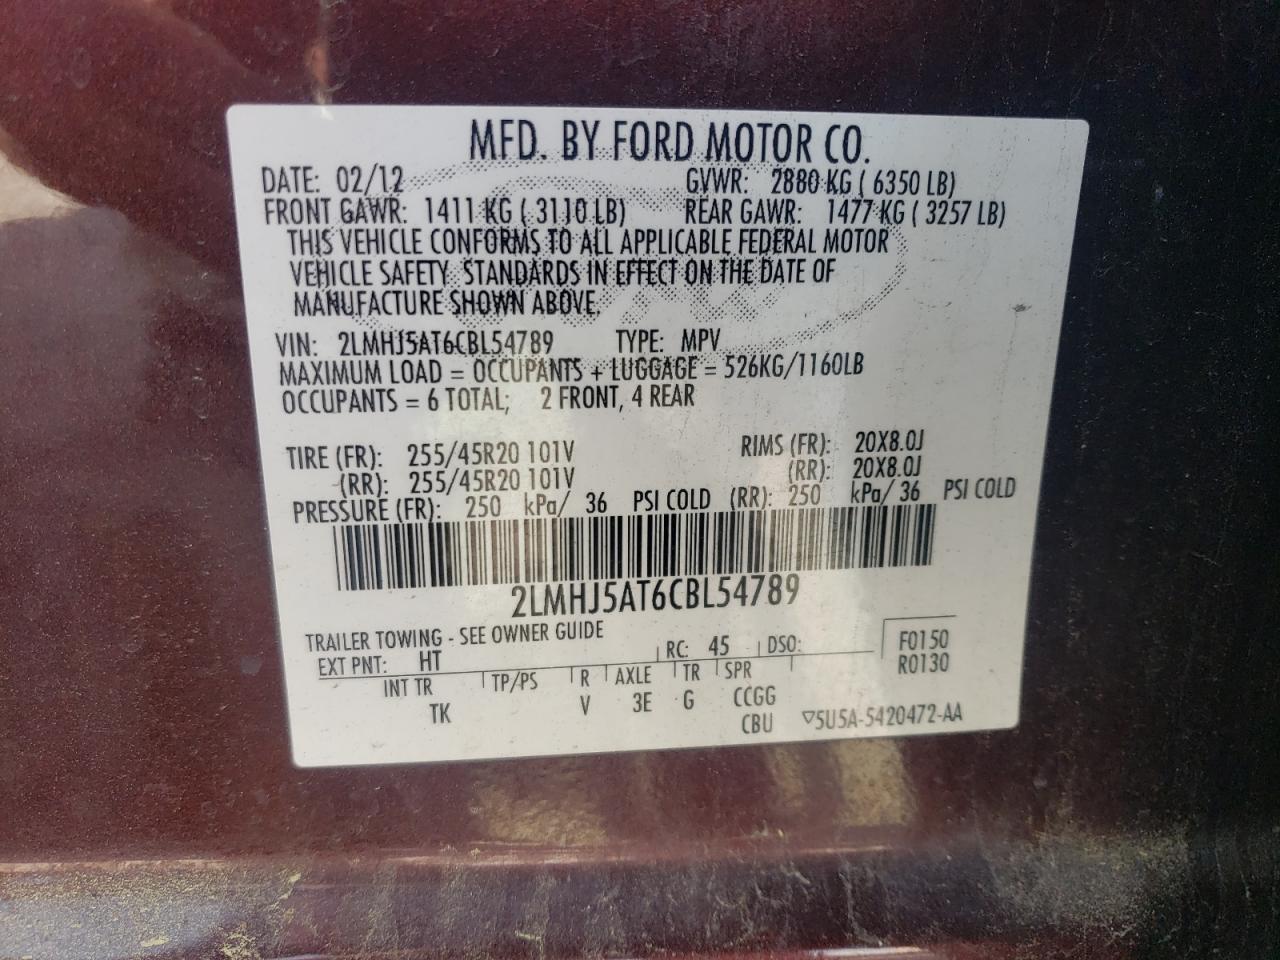 MFD. BY FORD MOTOR CO.
DATE: 02/12 GVWR: 2880 KG ( 6350 LB)
FRONT GAWR: 1411 KG ( 3110 LB) REAR GAWR: 1477 KG ( 3257 LB)
THIS VEHICLE CONFORMS TO ALL APPLICABLE FEDERAL MOTOR
VEHICLE SAFETY STANDARDS IN EFFECT ON THE DATE OF
MANUFACTURE SHOWN ABOVE.
VIN: 2LMHJ5AT6CBL54789 TYPE: MPV
MAXIMUM LOAD = OCCUPANTS + LUGGAGE = 526KG/1160LB
OCCUPANTS = 6 TOTAL; 2 FRONT, 4 REAR
TIRE (FR): 255/45R20 101V RIMS (FR): 20X8.0J
(RR): 255/45R20 101V (RR): 20X8.0J
PRESSURE (FR): 250 kPa/ 36 PSI COLD (RR): 250 kPa/ 36 PSI COLD
2LMHJ5AT6CBL54789
TRAILER TOWING - SEE OWNER GUIDE
EXT PNT: HT RC: 45 DSO: F0150
R0130
INT TR TP/PS R AXLE TR SPR
TK V 3E G CCGG
CBU ▽5U5A-5420472-AA